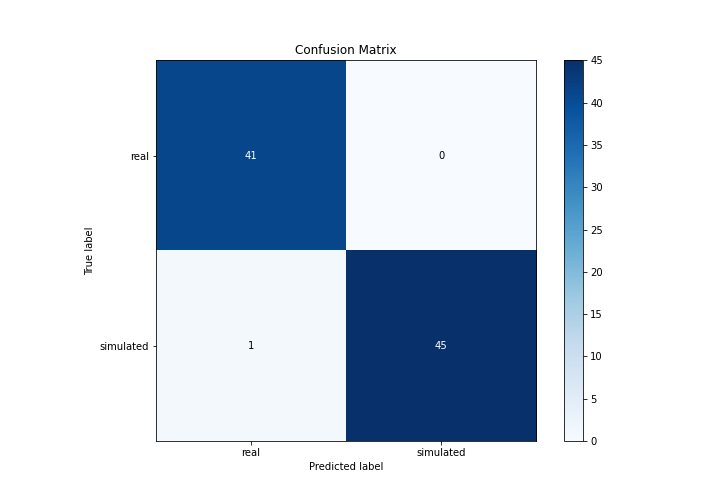 Confusion Matrix
45
40
35
30
25
20
15
10
5
0
True label
real
simulated
41
0
1
45
real
simulated
Predicted label